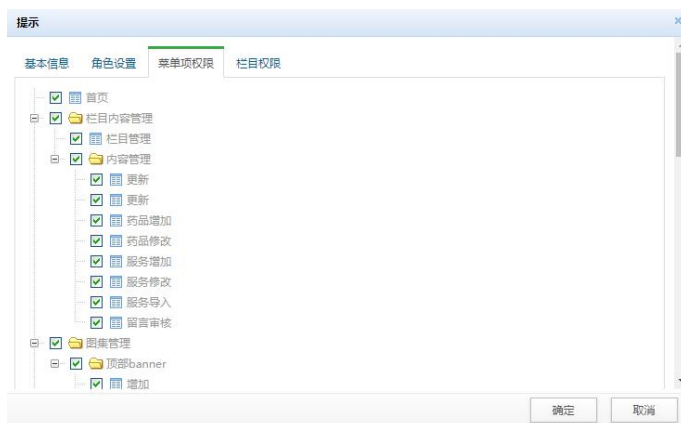 提示
基本信息 角色设置 菜单项权限 栏目权限
首页
栏目内容管理
栏目管理
内容管理
更新
更新
药品增加
药品修改
服务增加
服务修改
服务导入
留言审核
图集管理
顶部banner
增加
确定 取消